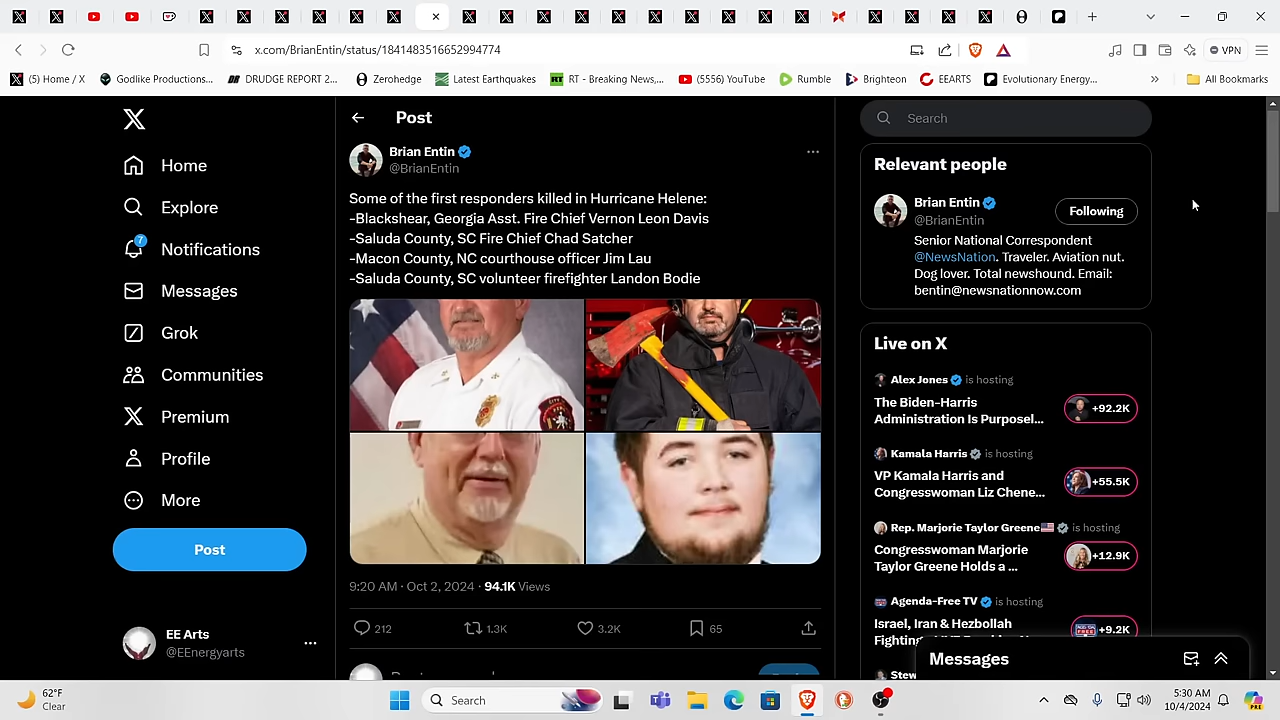 x.com/BrianEntin/status/1841483516652994774
VPN
(5) Home / X
Godlike Productions...
DRUDGE REPORT 2...
Zerohedge
Latest Earthquakes
RT - Breaking News,...
(5556) YouTube
Rumble
Brighteon
EEARTS
Evolutionary Energy...
»
All Bookmarks
Home
Explore
7
Notifications
Messages
Grok
Communities
Premium
Profile
More
Post
EE Arts
@EEnergyarts
Post
Brian Entin
@BrianEntin
Some of the first responders killed in Hurricane Helene:
-Blackshear, Georgia Asst. Fire Chief Vernon Leon Davis
-Saluda County, SC Fire Chief Chad Satcher
-Macon County, NC courthouse officer Jim Lau
-Saluda County, SC volunteer firefighter Landon Bodie
9:20 AM · Oct 2, 2024 · 94.1K Views
212 1.3K 3.2K 65
Search
Relevant people
Brian Entin
@BrianEntin
Following
Senior National Correspondent
@NewsNation. Traveler. Aviation nut.
Dog lover. Total newshound. Email:
bentin@newsnationnow.com
Live on X
Alex Jones is hosting
The Biden-Harris
Administration Is Purposel...
+92.2K
Kamala Harris is hosting
VP Kamala Harris and
Congresswoman Liz Chene...
+55.5K
Rep. Marjorie Taylor Greene is hosting
Congresswoman Marjorie
Taylor Greene Holds a ...
+12.9K
Agenda-Free TV is hosting
Israel, Iran & Hezbollah
+9.2K
Messages
62°F
Clear
Search
5:30 AM
10/4/2024